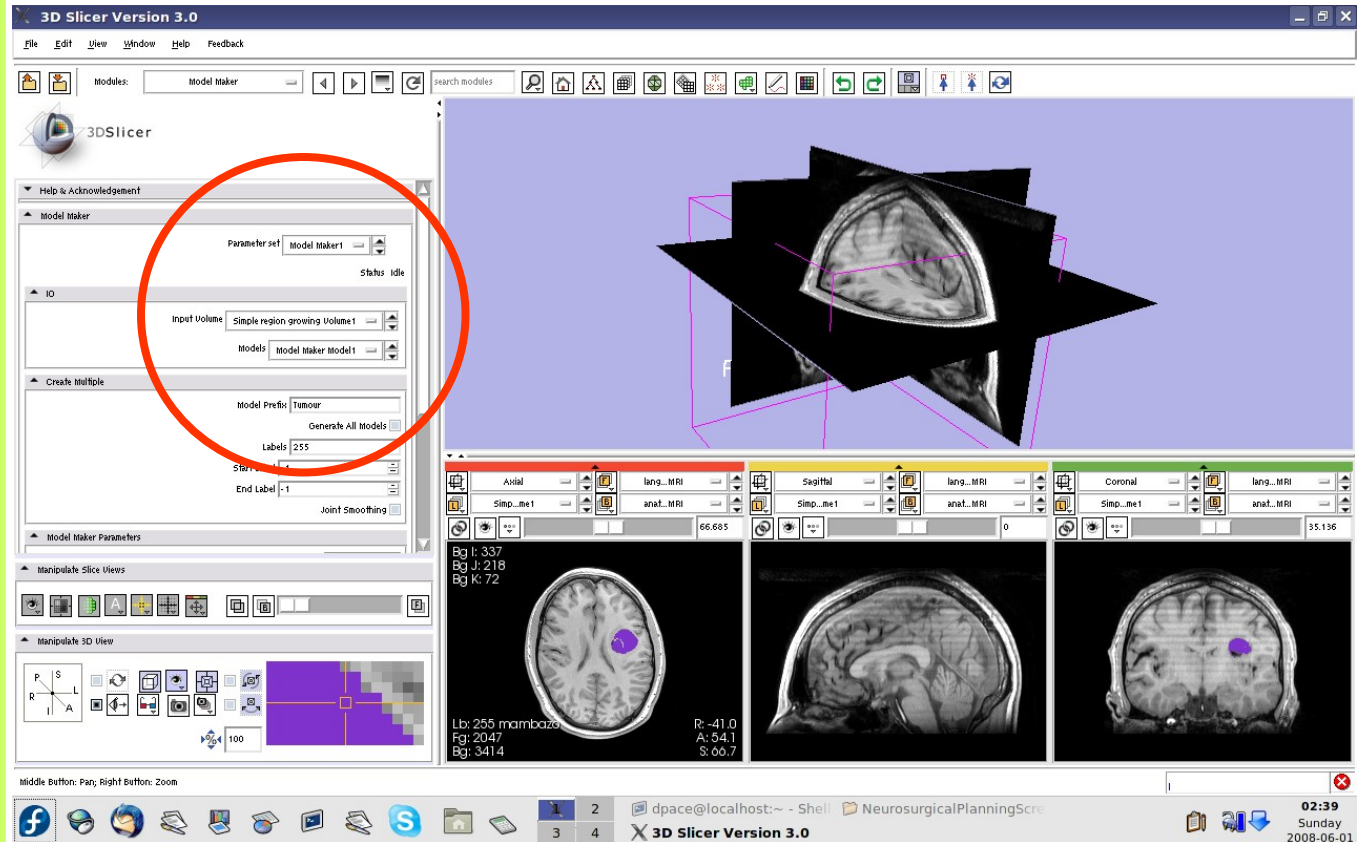 3D Slicer Version 3.0
File Edit View Window Help Feedback
Modules: Model Maker search modules
3DSlicer
Help & Acknowledgement
Model Maker
Parameter set Model Maker1
Status Idle
IO
Input Volume Simple region growing Volume1
Models Model Maker Model1
Create Multiple
Model Prefix Tumour
Generate All Models
Labels 255
End Label -1
Joint Smoothing
Model Maker Parameters
Manipulate Slice Views
A B F
Manipulate 3D View
P S
R L
I A
% 100
F
Axial F lang...MRI
L Simp...me1 B anat...MRI
66.685
Sagittal F lang...MRI
L Simp...me1 B anat...MRI
0
Coronal F lang...MRI
L Simp...me1 B anat...MRI
35.136
Bg I: 337
Bg J: 218
Bg K: 72
Lb: 255 mambazo R: -41.0
Fg: 2047 A: 54.1
Bg: 3414 S: 66.7
Middle Button: Pan; Right Button: Zoom
1 2
3 4
dpace@localhost:~ - Shell NeurosurgicalPlanningScre
3D Slicer Version 3.0
02:39
Sunday
2008-06-01